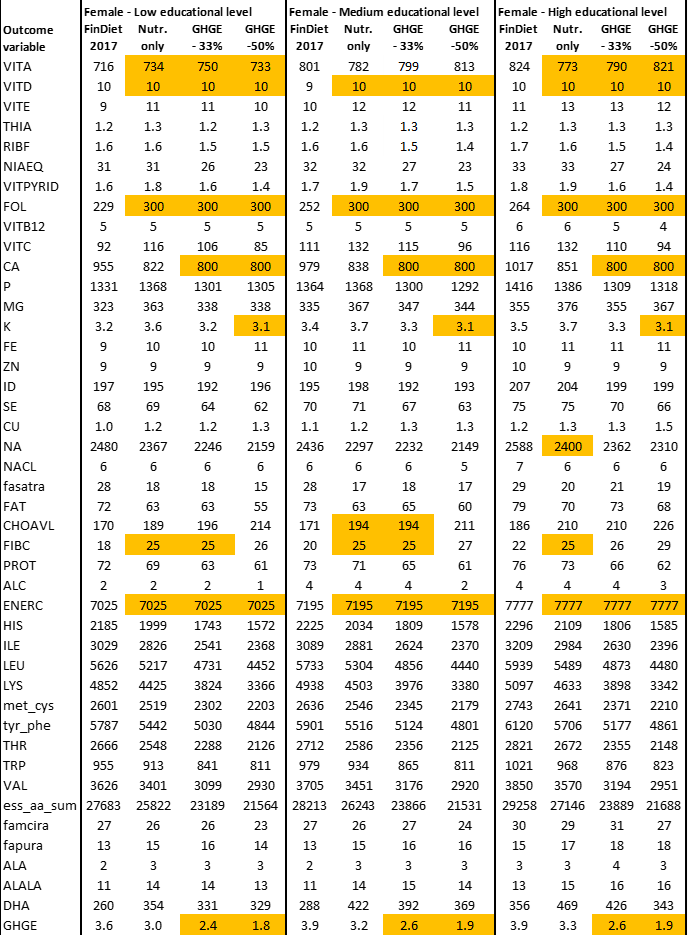 Female - Low educational level Female - Medium educational level Female - High educational level
Outcome FinDiet Nutr. GHGE GHGE FinDiet Nutr. GHGE GHGE FinDiet Nutr. GHGE GHGE
variable 2017 only - 33% -50% 2017 only - 33% -50% 2017 only - 33% -50%
VITA 716 734 750 733 801 782 799 813 824 773 790 821
VITD 10 10 10 10 9 10 10 10 10 10 10 10
VITE 9 11 11 10 10 12 12 11 11 13 13 12
THIA 1.2 1.3 1.2 1.3 1.2 1.3 1.3 1.3 1.2 1.3 1.3 1.3
RIBF 1.6 1.6 1.5 1.5 1.6 1.6 1.5 1.4 1.7 1.6 1.5 1.4
NIAEQ 31 31 26 23 32 32 27 23 33 33 27 24
VITPYRID 1.6 1.8 1.6 1.4 1.7 1.9 1.7 1.5 1.8 1.9 1.6 1.4
FOL 229 300 300 300 252 300 300 300 264 300 300 300
VITB12 5 5 5 5 5 5 5 5 6 6 5 4
VITC 92 116 106 85 111 132 115 96 116 132 110 94
CA 955 822 800 800 979 838 800 800 1017 851 800 800
P 1331 1368 1301 1305 1364 1368 1300 1292 1416 1386 1309 1318
MG 323 363 338 338 335 367 347 344 355 376 355 367
K 3.2 3.6 3.2 3.1 3.4 3.7 3.3 3.1 3.5 3.7 3.3 3.1
FE 9 10 10 11 10 11 10 11 10 11 11 11
ZN 9 9 9 9 10 9 9 9 10 9 9 9
ID 197 195 192 196 195 198 192 193 207 204 199 199
SE 68 69 64 62 70 71 67 63 75 75 70 66
CU 1.0 1.2 1.2 1.3 1.1 1.2 1.3 1.3 1.2 1.3 1.3 1.5
NA 2480 2367 2246 2159 2436 2297 2232 2149 2588 2400 2362 2310
NACL 6 6 6 6 6 6 6 5 7 6 6 6
fasatra 28 18 18 15 28 17 18 17 29 20 21 19
FAT 72 63 63 55 73 63 65 60 79 70 73 68
CHOAVL 170 189 196 214 171 194 194 211 186 210 210 226
FIBC 18 25 25 26 20 25 25 27 22 25 26 29
PROT 72 69 63 61 73 71 65 61 76 73 66 62
ALC 2 2 2 1 4 4 4 2 4 4 4 3
ENERC 7025 7025 7025 7025 7195 7195 7195 7195 7777 7777 7777 7777
HIS 2185 1999 1743 1572 2225 2034 1809 1578 2296 2109 1806 1585
ILE 3029 2826 2541 2368 3089 2881 2624 2370 3209 2984 2630 2396
LEU 5626 5217 4731 4452 5733 5304 4856 4440 5939 5489 4873 4480
LYS 4852 4425 3824 3366 4938 4503 3976 3380 5097 4633 3898 3342
met_cys 2601 2519 2302 2203 2636 2546 2345 2179 2743 2641 2371 2210
tyr_phe 5787 5442 5030 4844 5901 5516 5124 4801 6120 5706 5177 4861
THR 2666 2548 2288 2126 2712 2586 2356 2125 2821 2672 2355 2148
TRP 955 913 841 811 979 934 865 811 1021 968 876 823
VAL 3626 3401 3099 2930 3705 3451 3176 2920 3850 3570 3194 2951
ess_aa_sum 27683 25822 23189 21564 28213 26243 23866 21531 29258 27146 23889 21688
famcira 27 26 26 23 27 26 27 24 30 29 31 27
fapura 13 15 16 14 13 15 16 16 15 17 18 18
ALA 2 3 3 3 2 3 3 3 3 3 4 3
ALALA 11 14 14 13 11 14 15 14 13 15 16 16
DHA 260 354 331 329 288 422 392 369 356 469 426 343
GHGE 3.6 3.0 2.4 1.8 3.9 3.2 2.6 1.9 3.9 3.3 2.6 1.9